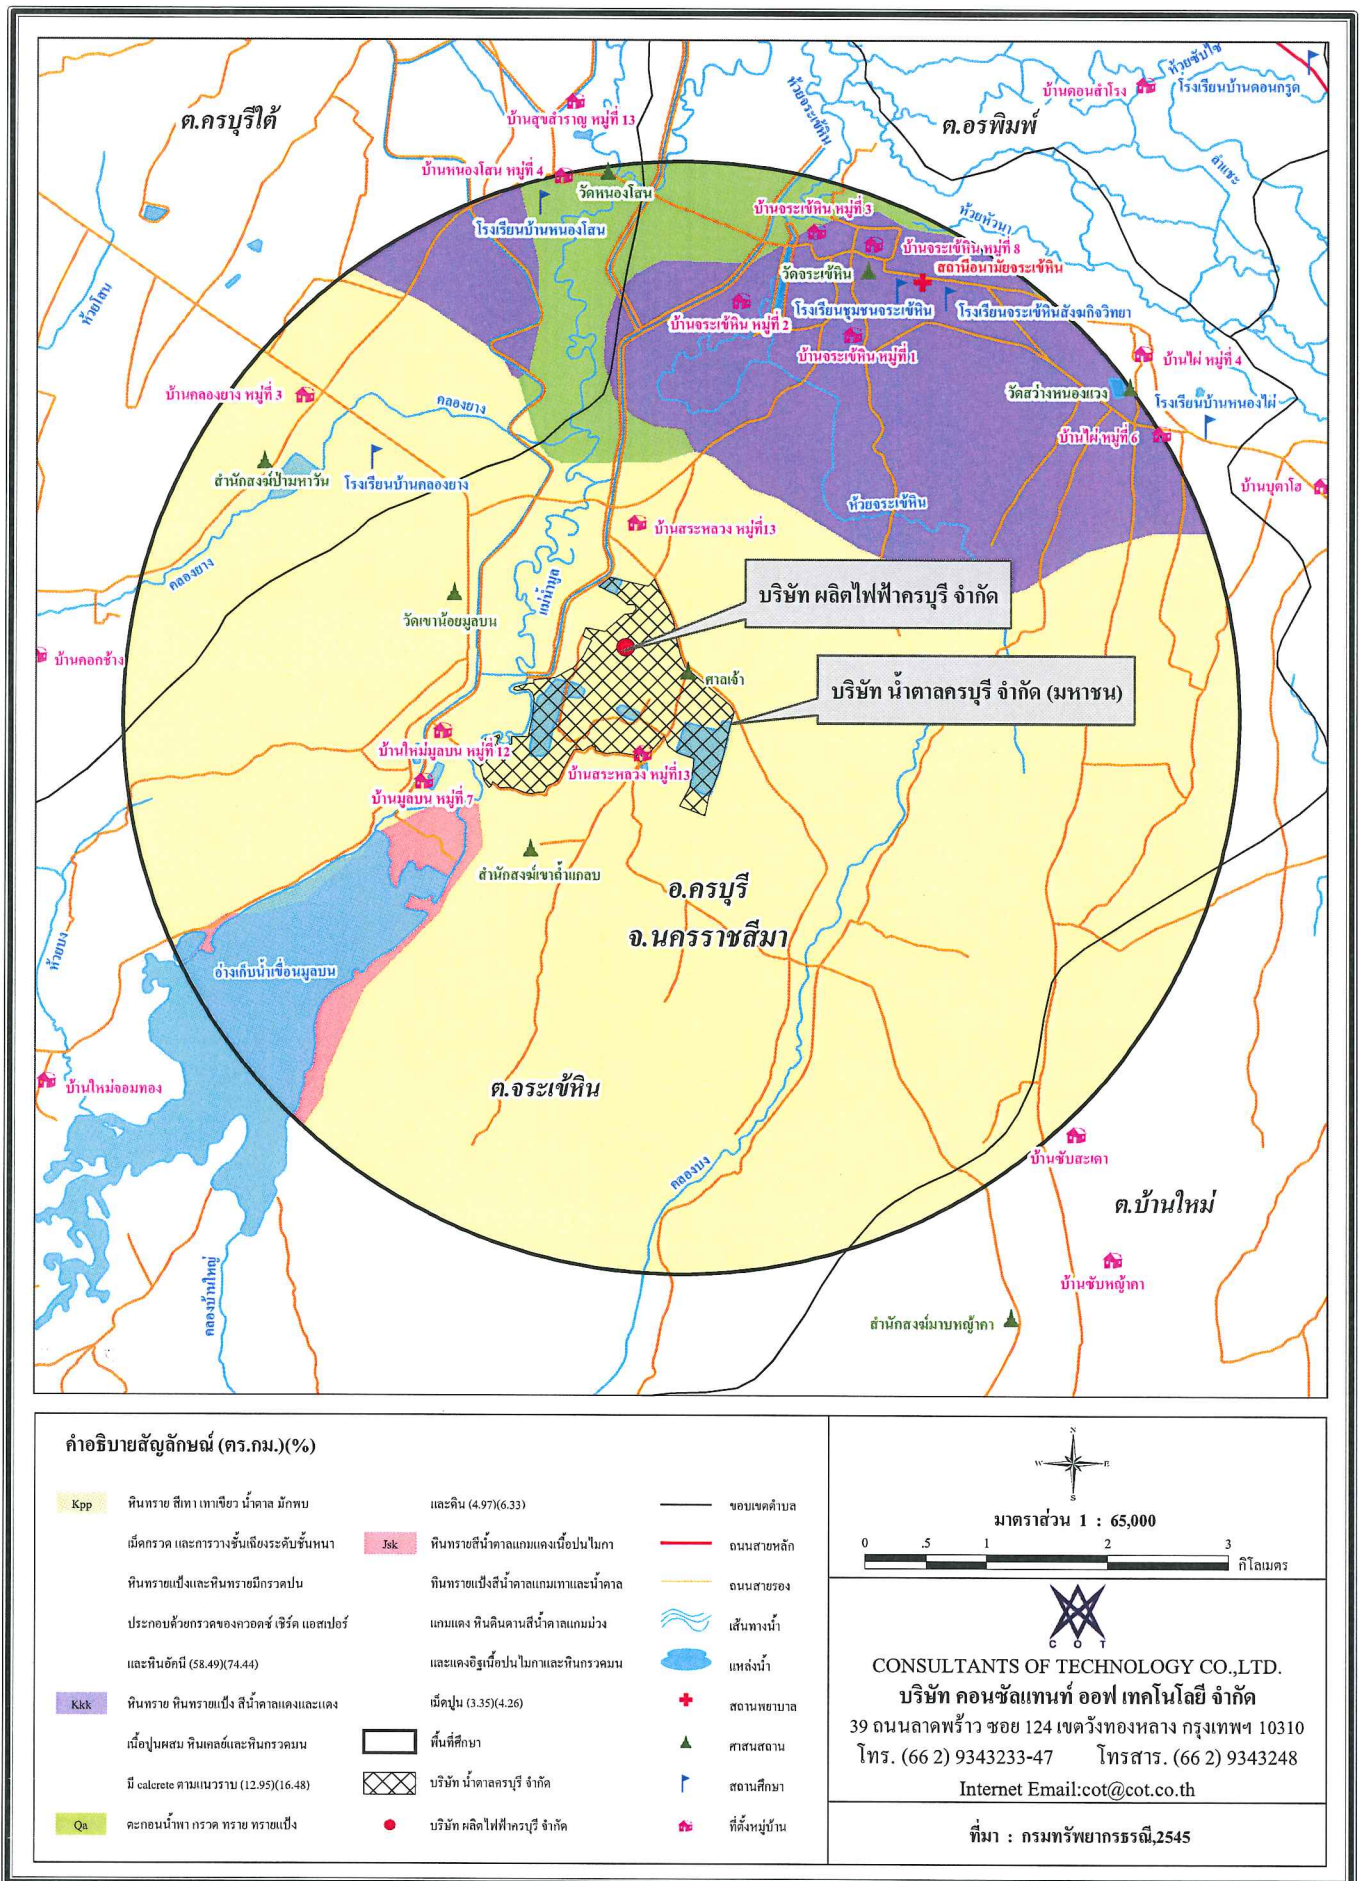 ต.ครบุรีใต้
บ้านสุขสำราญ หมู่ที่ 13
ห้วยจระเข้หิน
ต.อรพิมพ์
บ้านดอนสำโรง
ห้วยซับไซ
โรงเรียนบ้านดอนกรูด
ลำแชะ
บ้านหนองโสน หมู่ที่ 4
วัดหนองโสน
โรงเรียนบ้านหนองโสน
บ้านจระเข้หิน หมู่ที่ 3
ห้วยหัวนา
บ้านจระเข้หิน หมู่ที่ 8
สถานีอนามัยจระเข้หิน
วัดจระเข้หิน
โรงเรียนชุมชนจระเข้หิน
โรงเรียนจระเข้หินสังฆกิจวิทยา
บ้านจระเข้หิน หมู่ที่ 2
บ้านจระเข้หิน หมู่ที่ 1
ห้วยโสน
บ้านไผ่ หมู่ที่ 4
วัดสว่างหนองแวง
โรงเรียนบ้านหนองไผ่
บ้านไผ่ หมู่ที่ 6
บ้านคลองยาง หมู่ที่ 3
คลองยาง
สำนักสงฆ์ป่ามหาวัน
โรงเรียนบ้านคลองยาง
บ้านบุตาโฮ
ห้วยจระเข้หิน
บ้านสระหลวง หมู่ที่13
คลองยาง
แม่น้ำมูล
บริษัท ผลิตไฟฟ้าครบุรี จำกัด
วัดเขาน้อยมูลบน
บ้านคอกช้าง
ศาลเจ้า
บริษัท น้ำตาลครบุรี จำกัด (มหาชน)
บ้านใหม่มูลบน หมู่ที่ 12
บ้านสระหลวง หมู่ที่13
บ้านมูลบน หมู่ที่ 7
สำนักสงฆ์เขาถ้ำแกลบ
อ.ครบุรี
จ.นครราชสีมา
ห้วยบง
อ่างเก็บน้ำเขื่อนมูลบน
บ้านใหม่จอมทอง
ต.จระเข้หิน
คลองบง
บ้านซับสะเดา
ต.บ้านใหม่
บ้านซับหญ้าคา
คลองบ้านใหญ่
สำนักสงฆ์มาบหญ้าคา
คำอธิบายสัญลักษณ์ (ตร.กม.)(%)
Kpp หินทราย สีเทา เทาเขียว น้ำตาล มักพบ
เม็ดกรวด และการวางชั้นเฉียงระดับชั้นหนา
หินทรายแป้งและหินทรายมีกรวดปน
ประกอบด้วยกรวดของควอตซ์ เชิร์ต แอสเปอร์
และหินอัคนี (58.49)(74.44)
Kkk หินทราย หินทรายแป้ง สีน้ำตาลแดงและแดง
เนื้อปูนผสม หินเคลย์และหินกรวดมน
มี calcrete ตามแนวราบ (12.95)(16.48)
Qa ตะกอนน้ำพา กรวด ทราย ทรายแป้ง
และดิน (4.97)(6.33)
Jsk หินทรายสีน้ำตาลแกมแดงเนื้อปนไมกา
หินทรายแป้งสีน้ำตาลแกมเทาและน้ำตาล
แกมแดง หินดินดานสีน้ำตาลแกมม่วง
และแดงอิฐเนื้อปนไมกาและหินกรวดมน
เม็ดปูน (3.35)(4.26)
พื้นที่ศึกษา
บริษัท น้ำตาลครบุรี จำกัด
บริษัท ผลิตไฟฟ้าครบุรี จำกัด
ขอบเขตตำบล
ถนนสายหลัก
ถนนสายรอง
เส้นทางน้ำ
แหล่งน้ำ
สถานพยาบาล
ศาสนสถาน
สถานศึกษา
ที่ตั้งหมู่บ้าน
N
W E
S
มาตราส่วน 1 : 65,000
0 .5 1 2 3
กิโลเมตร
C O T
CONSULTANTS OF TECHNOLOGY CO.,LTD.
บริษัท คอนซัลแทนท์ ออฟ เทคโนโลยี จำกัด
39 ถนนลาดพร้าว ซอย 124 เขตวังทองหลาง กรุงเทพฯ 10310
โทร. (66 2) 9343233-47 โทรสาร. (66 2) 9343248
Internet Email:cot@cot.co.th
ที่มา : กรมทรัพยากรธรณี,2545